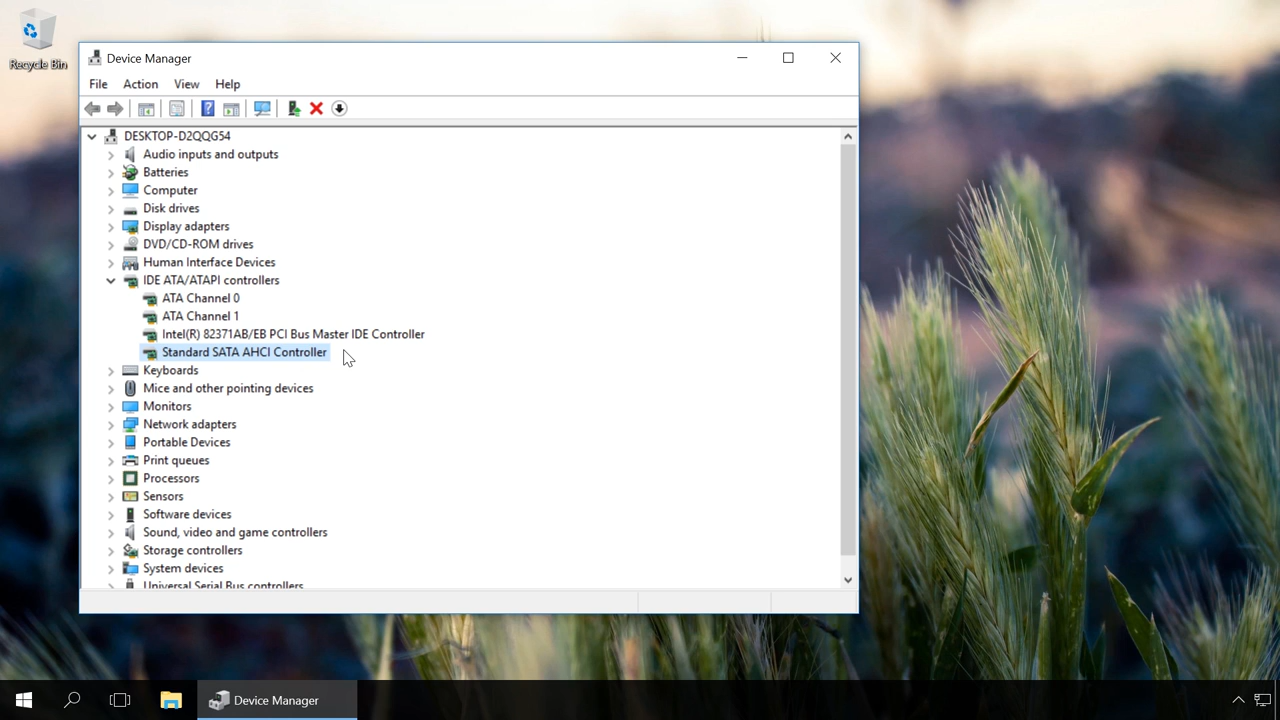 Recycle Bin
Device Manager
File Action View Help
DESKTOP-D2QQG54
Audio inputs and outputs
Batteries
Computer
Disk drives
Display adapters
DVD/CD-ROM drives
Human Interface Devices
IDE ATA/ATAPI controllers
ATA Channel 0
ATA Channel 1
Intel(R) 82371AB/EB PCI Bus Master IDE Controller
Standard SATA AHCI Controller
Keyboards
Mice and other pointing devices
Monitors
Network adapters
Portable Devices
Print queues
Processors
Sensors
Software devices
Sound, video and game controllers
Storage controllers
System devices
Universal Serial Bus controllers
Device Manager